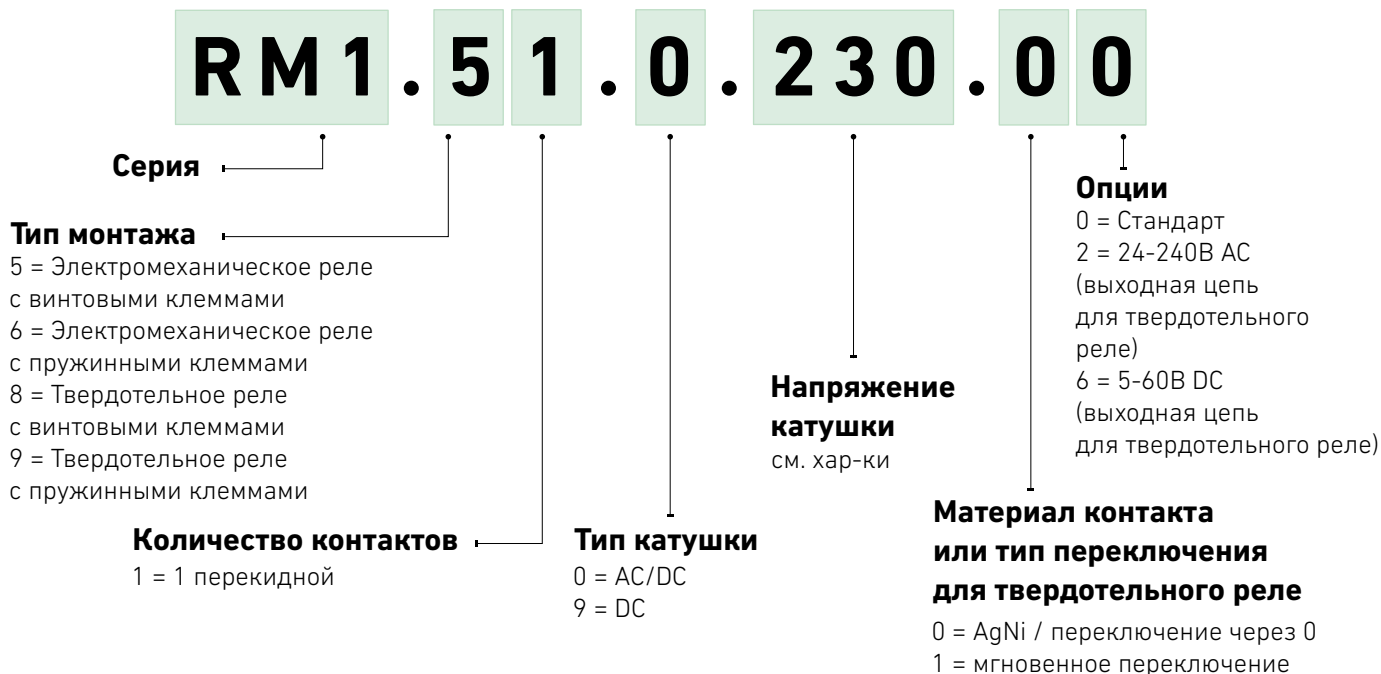 RM1.51.0.230.00
Серия
Тип монтажа
5 = Электромеханическое реле
с винтовыми клеммами
6 = Электромеханическое реле
с пружинными клеммами
8 = Твердотельное реле
с винтовыми клеммами
9 = Твердотельное реле
с пружинными клеммами
Количество контактов
1 = 1 перекидной
Тип катушки
0 = AC/DC
9 = DC
Напряжение
катушки
см. хар-ки
Опции
0 = Стандарт
2 = 24-240В AC
(выходная цепь
для твердотельного
реле)
6 = 5-60В DC
(выходная цепь
для твердотельного реле)
Материал контакта
или тип переключения
для твердотельного реле
0 = AgNi / переключение через 0
1 = мгновенное переключение